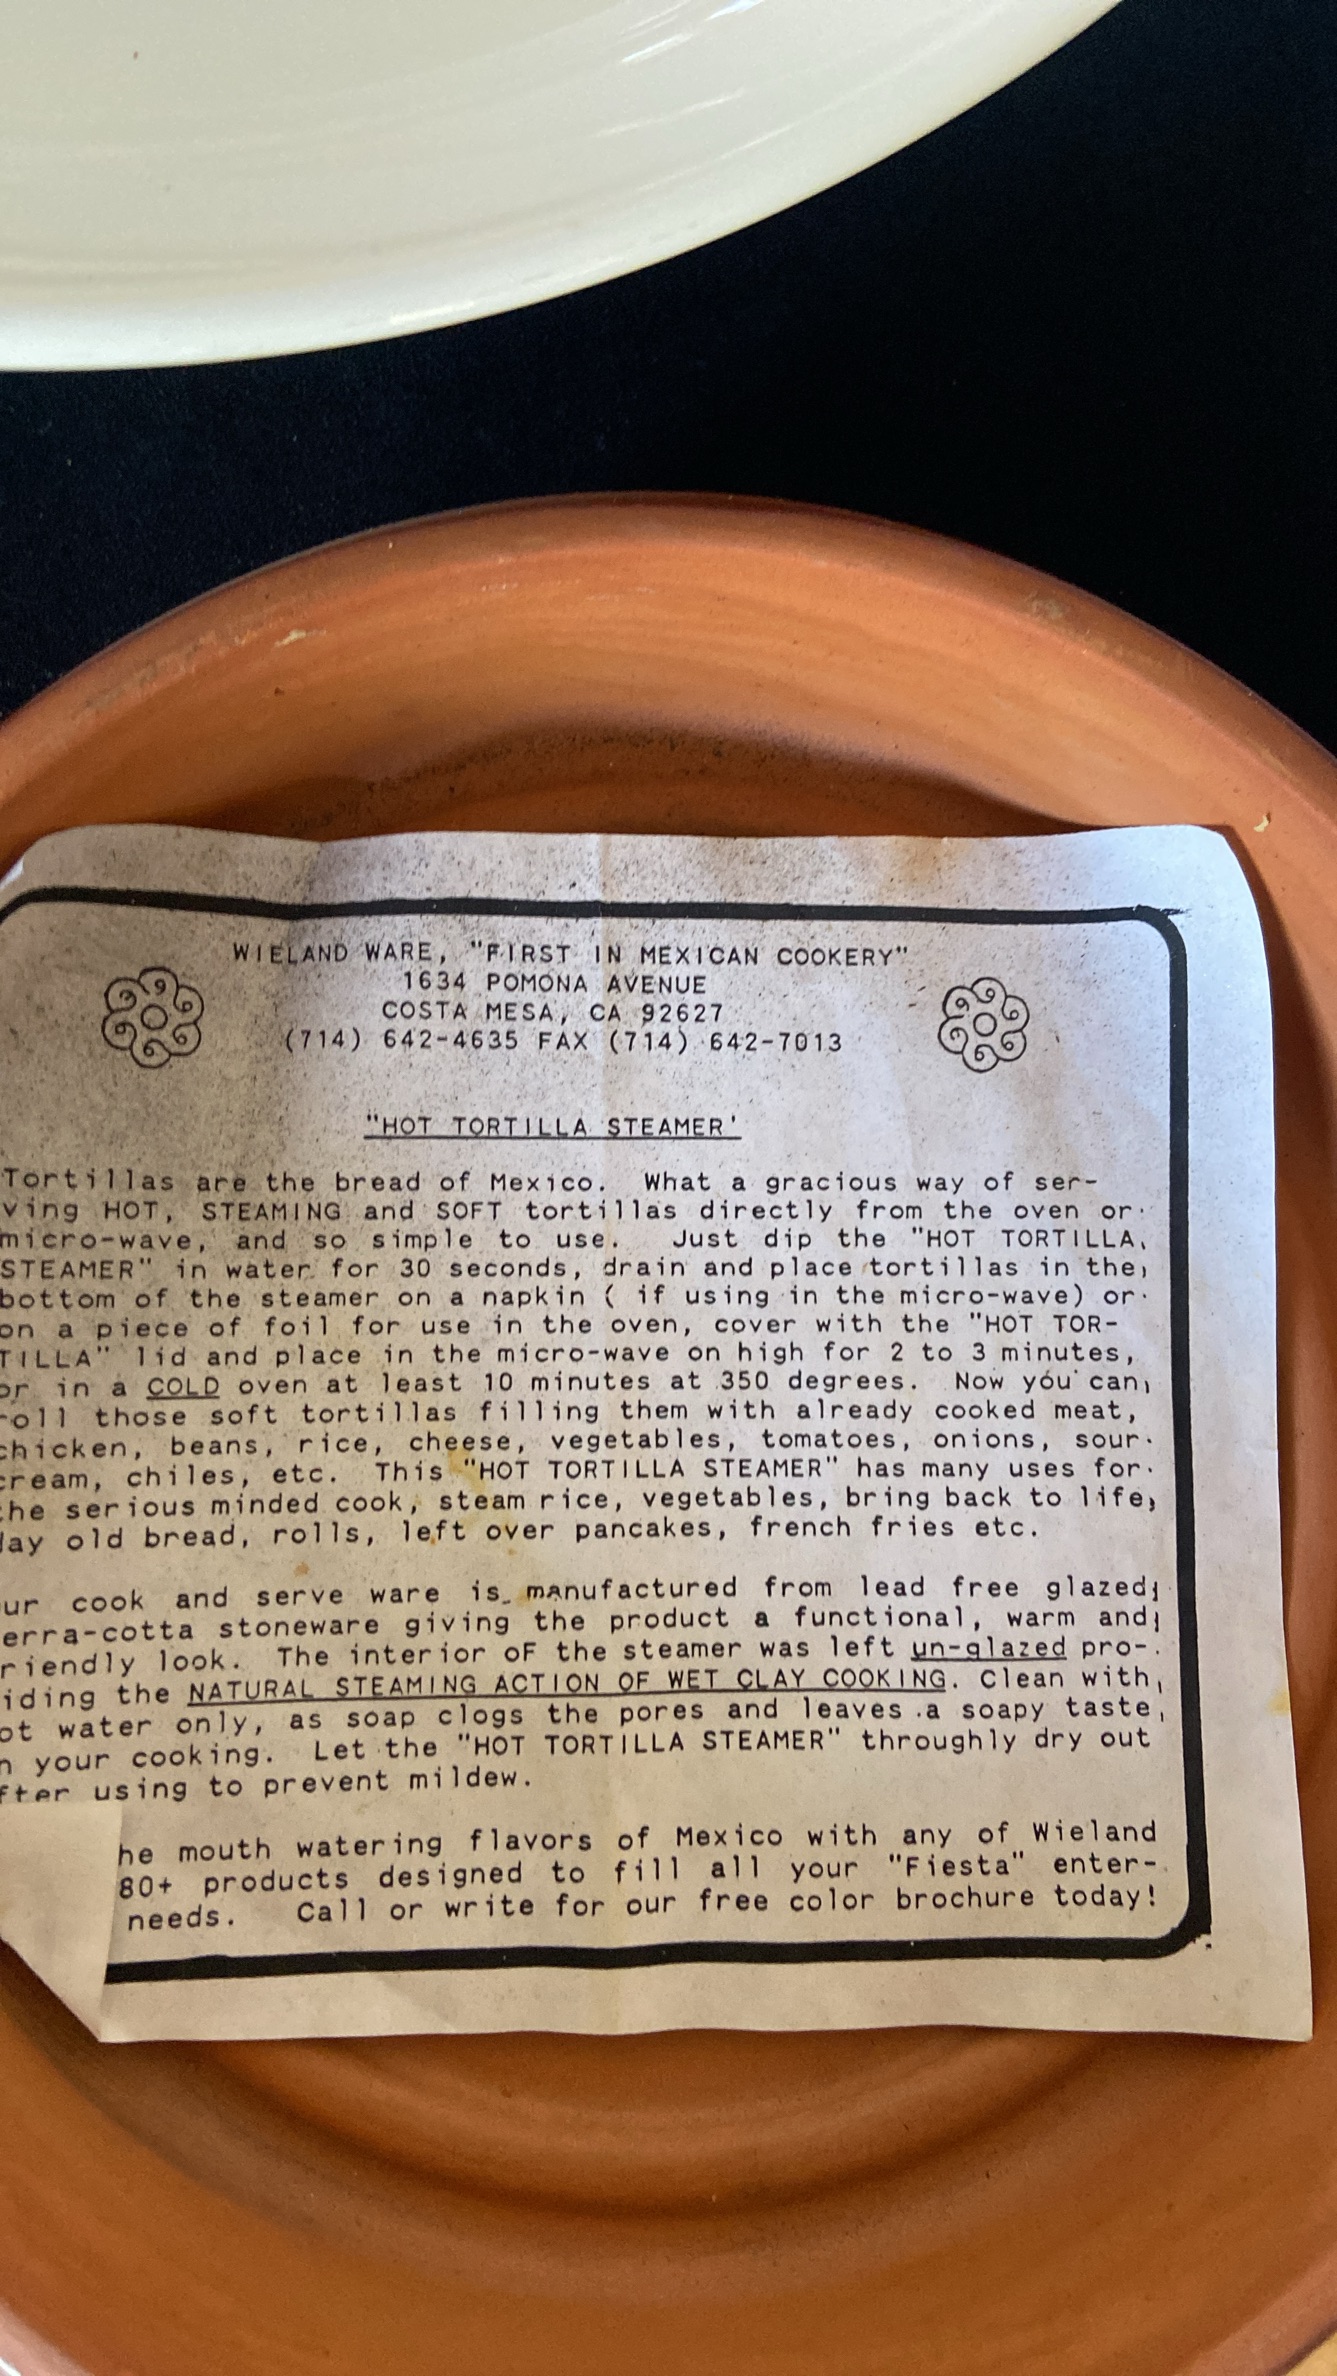 WIELAND WARE, "FIRST IN MEXICAN COOKERY"
1634 POMONA AVENUE
COSTA MESA, CA 92627
(714) 642-4635 FAX (714) 642-7013
"HOT TORTILLA STEAMER'
Tortillas are the bread of Mexico. What a gracious way of ser-
ving HOT, STEAMING and SOFT tortillas directly from the oven or
micro-wave, and so simple to use. Just dip the "HOT TORTILLA
STEAMER" in water for 30 seconds, drain and place tortillas in the
bottom of the steamer on a napkin ( if using in the micro-wave) or
on a piece of foil for use in the oven, cover with the "HOT TOR-
TILLA" lid and place in the micro-wave on high for 2 to 3 minutes,
or in a COLD oven at least 10 minutes at 350 degrees. Now you can
roll those soft tortillas filling them with already cooked meat,
chicken, beans, rice, cheese, vegetables, tomatoes, onions, sour
cream, chiles, etc. This "HOT TORTILLA STEAMER" has many uses for
the serious minded cook, steam rice, vegetables, bring back to life,
day old bread, rolls, left over pancakes, french fries etc.
ur cook and serve ware is manufactured from lead free glazed
erra-cotta stoneware giving the product a functional, warm and
riendly look. The interior of the steamer was left un-glazed pro-
iding the NATURAL STEAMING ACTION OF WET CLAY COOKING. Clean with
ot water only, as soap clogs the pores and leaves a soapy taste
n your cooking. Let the "HOT TORTILLA STEAMER" throughly dry out
fter using to prevent mildew.
he mouth watering flavors of Mexico with any of Wieland
80+ products designed to fill all your "Fiesta" enter-
needs. Call or write for our free color brochure today!